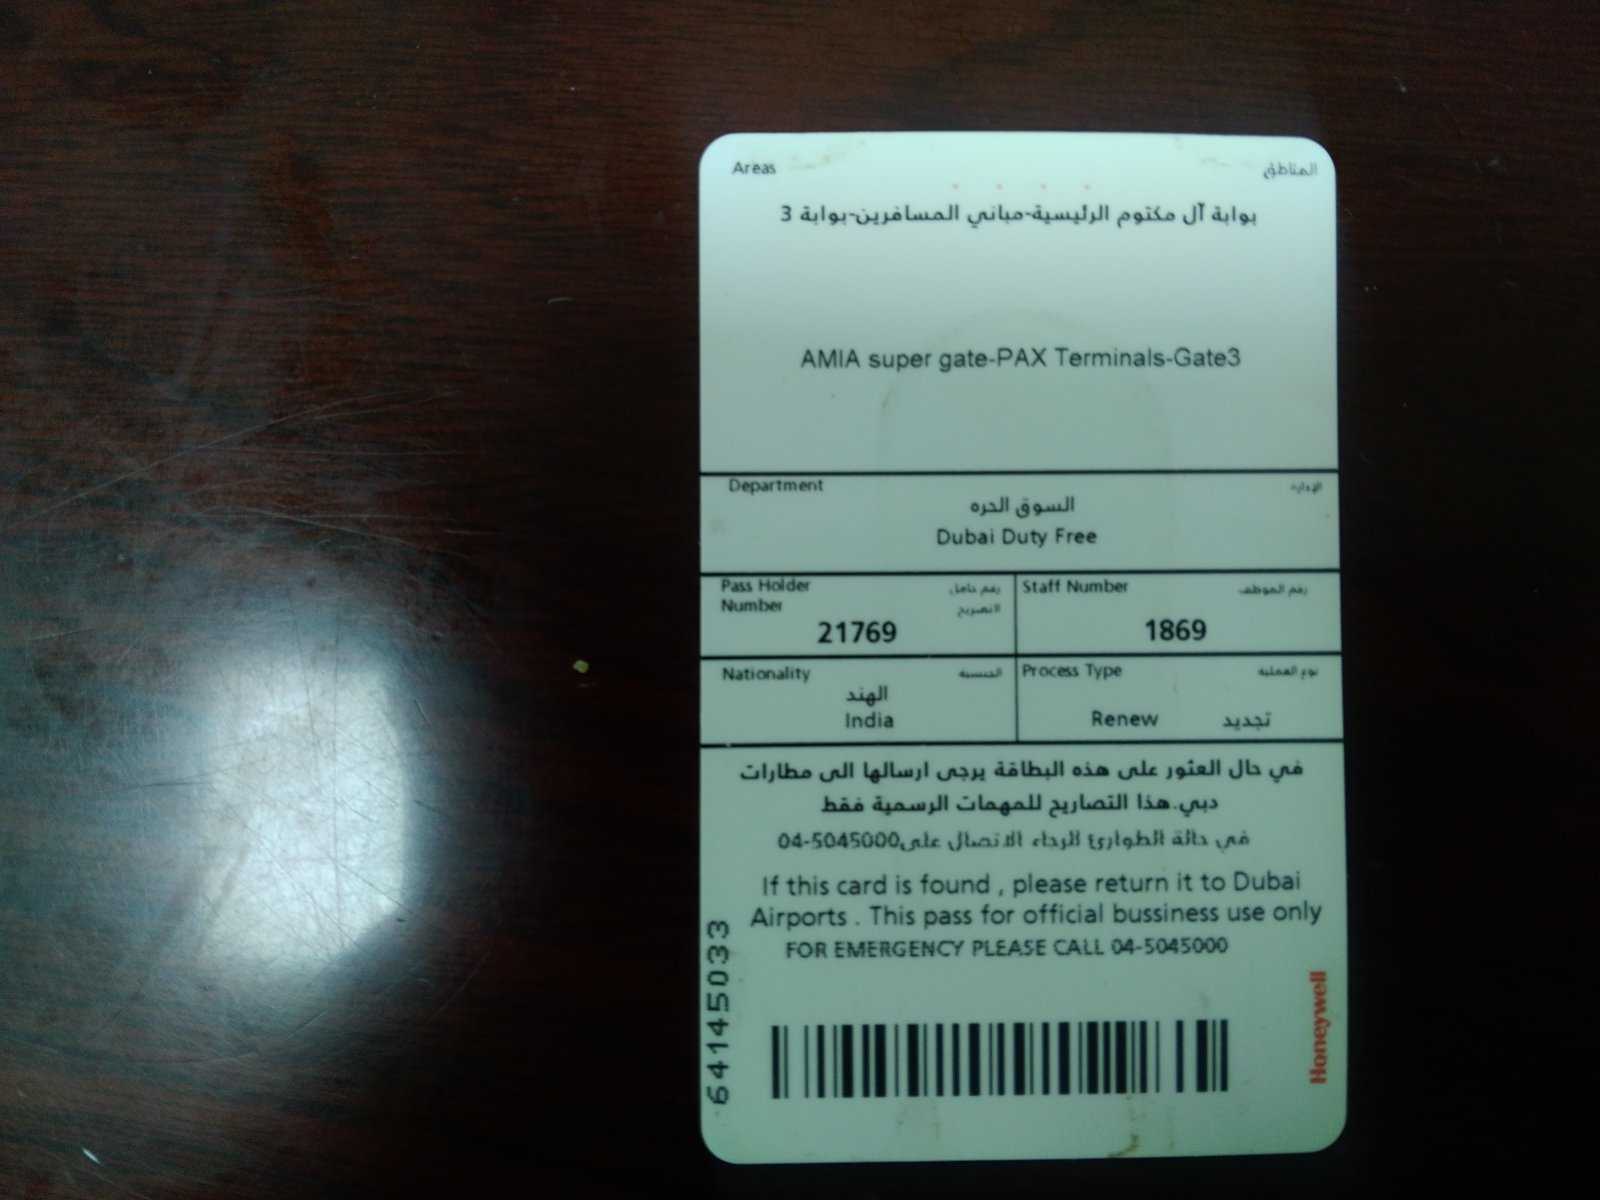 Areas المناطق
بوابة آل مكتوم الرئيسية-مباني المسافرين-بوابة 3
AMIA super gate-PAX Terminals-Gate3
Department الإدارة
السوق الحره
Dubai Duty Free
Pass Holder Number رقم حامل التصريح
21769
Staff Number رقم الموظف
1869
Nationality الجنسية
الهند
India
Process Type نوع العملية
Renew تجديد
في حال العثور على هذه البطاقة يرجى ارسالها الى مطارات
دبي.هذا التصاريح للمهمات الرسمية فقط
في حالة الطوارئ الرجاء الاتصال على04-5045000
If this card is found , please return it to Dubai
Airports . This pass for official bussiness use only
FOR EMERGENCY PLEASE CALL 04-5045000
64145033
Honeywell